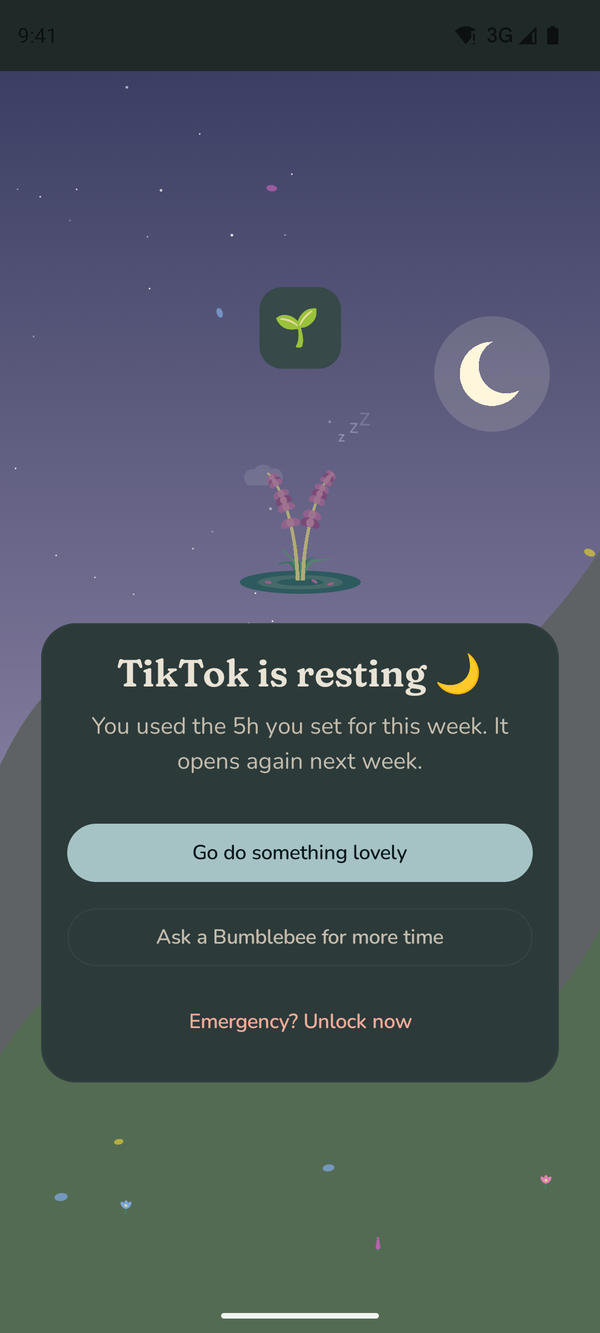 9:41
3G
z z z
TikTok is resting 🌙
You used the 5h you set for this week. It
opens again next week.
Go do something lovely
Ask a Bumblebee for more time
Emergency? Unlock now